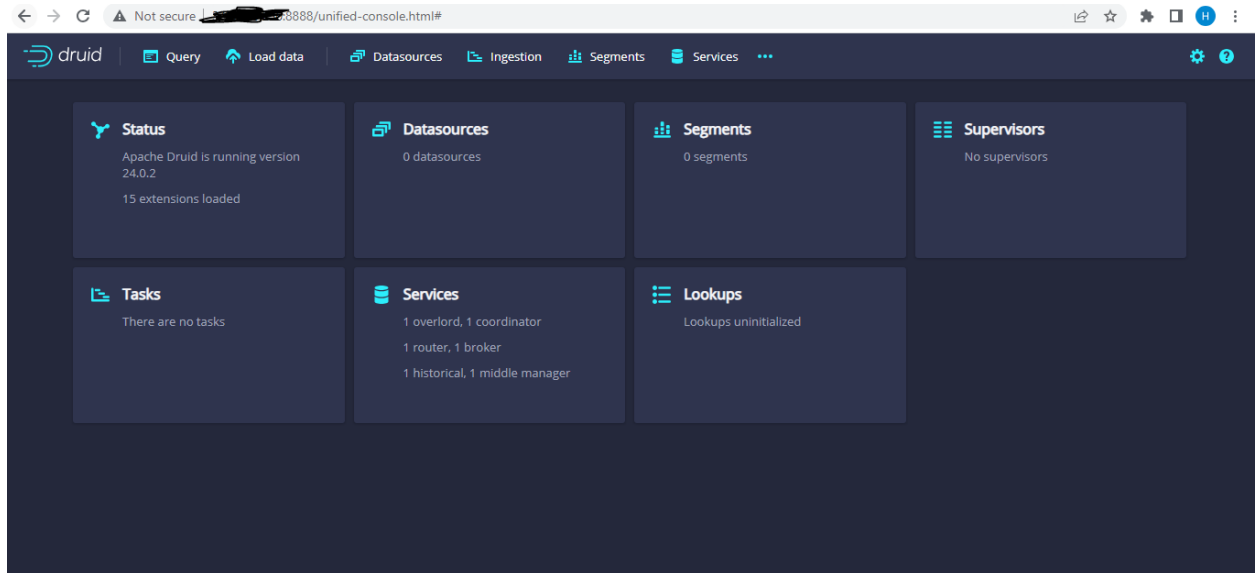 Not secure
8888/unified-console.html#
H
druid
Query
Load data
Datasources
Ingestion
Segments
Services
Status
Apache Druid is running version
24.0.2
15 extensions loaded
Datasources
0 datasources
Segments
0 segments
Supervisors
No supervisors
Tasks
There are no tasks
Services
1 overlord, 1 coordinator
1 router, 1 broker
1 historical, 1 middle manager
Lookups
Lookups uninitialized